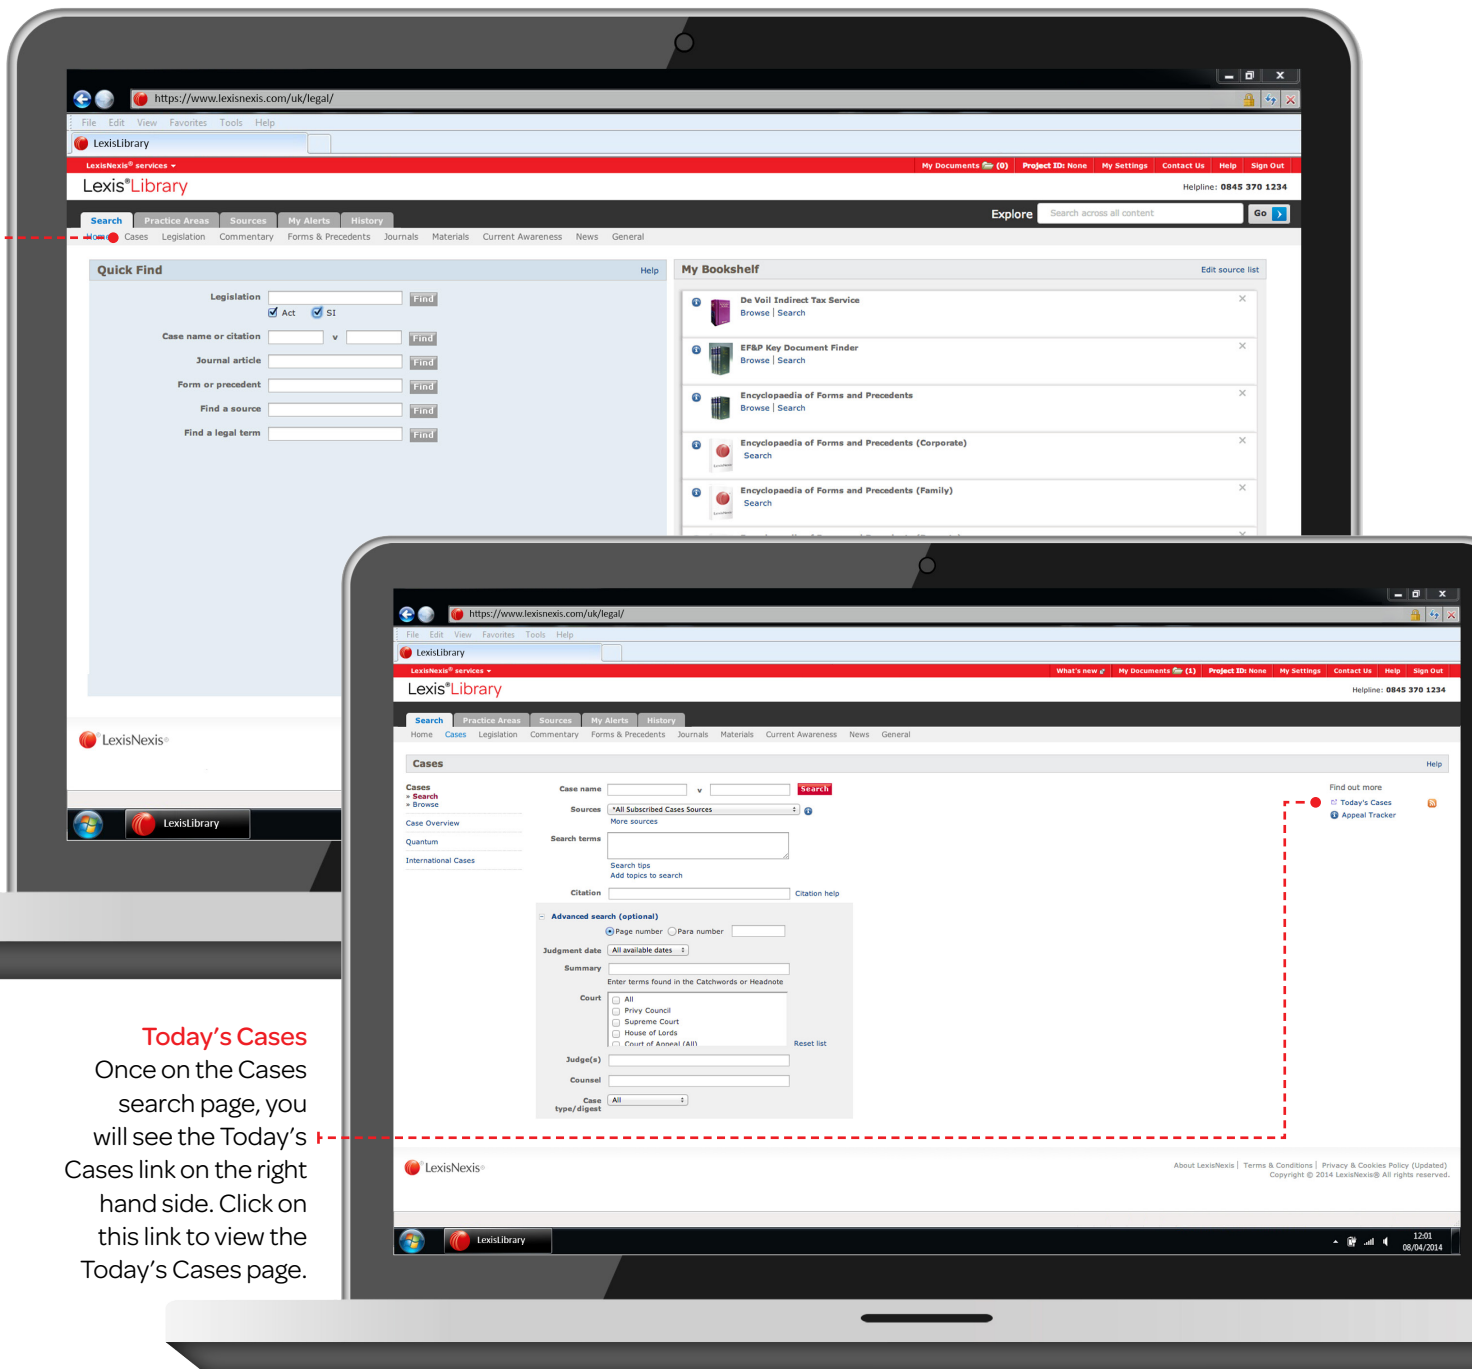 https://www.lexisnexis.com/uk/legal/
File Edit View Favorites Tools Help
LexisLibrary
LexisNexis® services
My Documents (0) Project ID: None My Settings Contact Us Help Sign Out
Lexis®Library
Helpline: 0845 370 1234
Search Practice Areas Sources My Alerts History
Explore Search across all content Go
Home Cases Legislation Commentary Forms & Precedents Journals Materials Current Awareness News General
Quick Find Help
Legislation Find
Act SI
Case name or citation v Find
Journal article Find
Form or precedent Find
Find a source Find
Find a legal term Find
My Bookshelf Edit source list
De Voil Indirect Tax Service
Browse | Search
EF&P Key Document Finder
Browse | Search
Encyclopaedia of Forms and Precedents
Browse | Search
Encyclopaedia of Forms and Precedents (Corporate)
Search
Encyclopaedia of Forms and Precedents (Family)
Search
LexisNexis®
LexisLibrary
https://www.lexisnexis.com/uk/legal/
File Edit View Favorites Tools Help
LexisLibrary
LexisNexis® services
What's new My Documents (1) Project ID: None My Settings Contact Us Help Sign Out
Lexis®Library
Helpline: 0845 370 1234
Search Practice Areas Sources My Alerts History
Home Cases Legislation Commentary Forms & Precedents Journals Materials Current Awareness News General
Cases Help
Cases
» Search
» Browse
Case Overview
Quantum
International Cases
Case name v Search
Sources *All Subscribed Cases Sources
More sources
Search terms
Search tips
Add topics to search
Citation Citation help
Advanced search (optional)
Page number Para number
Judgment date All available dates
Summary
Enter terms found in the Catchwords or Headnote
Court All
Privy Council
Supreme Court
House of Lords
Court of Appeal (All) Reset list
Judge(s)
Counsel
Case All
type/digest
Find out more
Today's Cases
Appeal Tracker
LexisNexis®
About LexisNexis | Terms & Conditions | Privacy & Cookies Policy (Updated)
Copyright © 2014 LexisNexis® All rights reserved.
LexisLibrary
12:01
08/04/2014
Today's Cases
Once on the Cases
search page, you
will see the Today's
Cases link on the right
hand side. Click on
this link to view the
Today's Cases page.